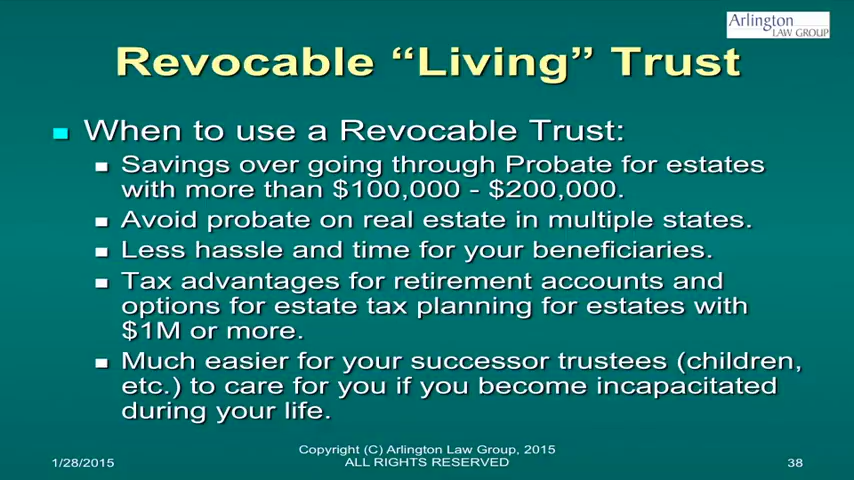 Arlington
LAW GROUP
Revocable “Living” Trust
When to use a Revocable Trust:
Savings over going through Probate for estates
with more than $100,000 - $200,000.
Avoid probate on real estate in multiple states.
Less hassle and time for your beneficiaries.
Tax advantages for retirement accounts and
options for estate tax planning for estates with
$1M or more.
Much easier for your successor trustees (children,
etc.) to care for you if you become incapacitated
during your life.
1/28/2015
Copyright (C) Arlington Law Group, 2015
ALL RIGHTS RESERVED
38